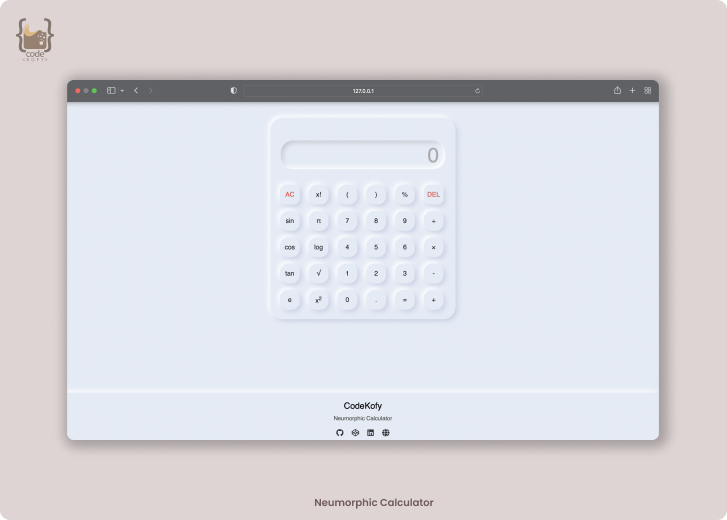 code
<KOFY>
127.0.0.1
0
AC x! ( ) % DEL
sin π 7 8 9 ÷
cos log 4 5 6 ×
tan √ 1 2 3 -
e x² 0 . = +
CodeKofy
Neumorphic Calculator
Neumorphic Calculator